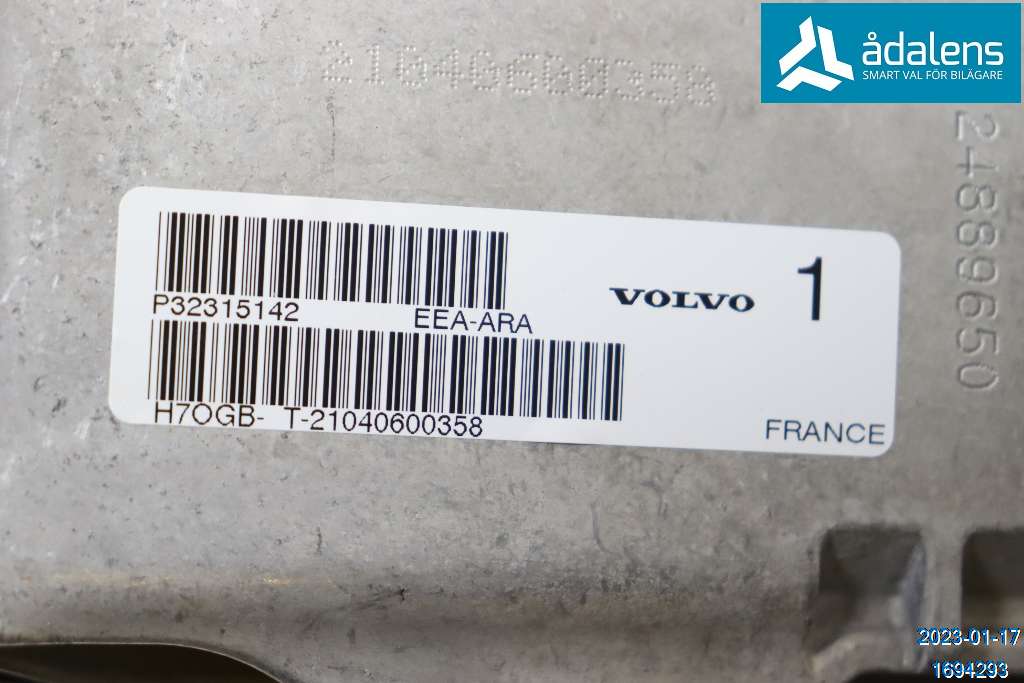 ådalens
SMART VAL FÖR BILÄGARE
21040600358
24889650
P32315142
EEA-ARA
VOLVO
1
H7OGB- T-21040600358
FRANCE
2023-01-17
1694293